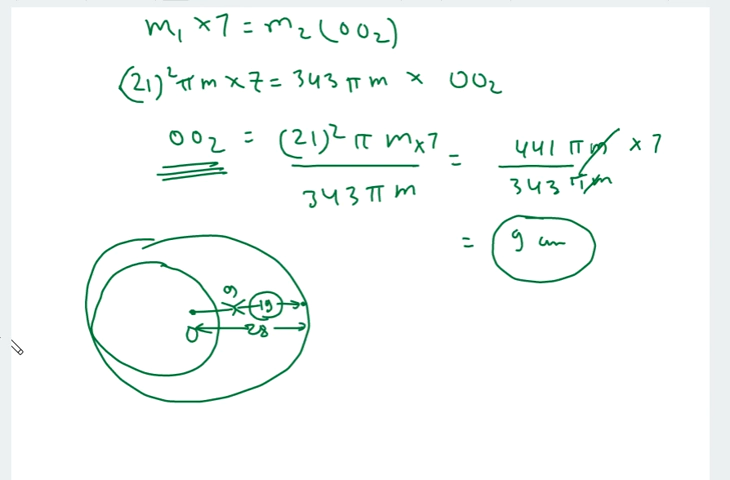 m₁ × 7 = m₂ (OO₂)
(21)² π m × 7 = 343 π m × OO₂
OO₂ = (21)² π m × 7 / 343 π m = 441 π m / 343 π m × 7
= 9 cm
9 19
O 28